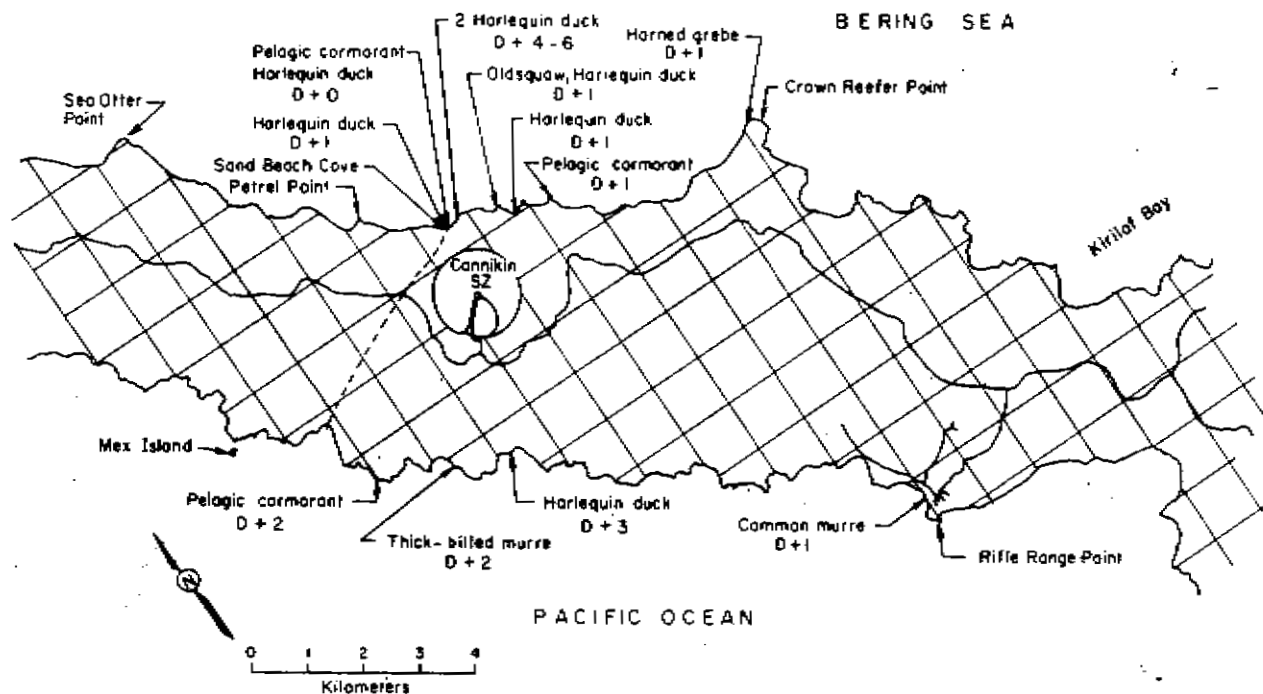 BERING SEA
2 Harlequin duck
D + 4 - 6
Horned grebe
D + 1
Pelagic cormorant
Harlequin duck
D + 0
Oldsquaw, Harlequin duck
D + 1
Crown Reefer Point
Sea Otter
Point
Harlequin duck
D + 1
Harlequin duck
D + 1
Sand Beach Cove
Petrel Point
Pelagic cormorant
D + 1
Kirilof Bay
Cannikin
SZ
Mex Island
Pelagic cormorant
D + 2
Harlequin duck
D + 3
Thick-billed murre
D + 2
Common murre
D + 1
Rifle Range Point
N
PACIFIC OCEAN
0 1 2 3 4
Kilometers